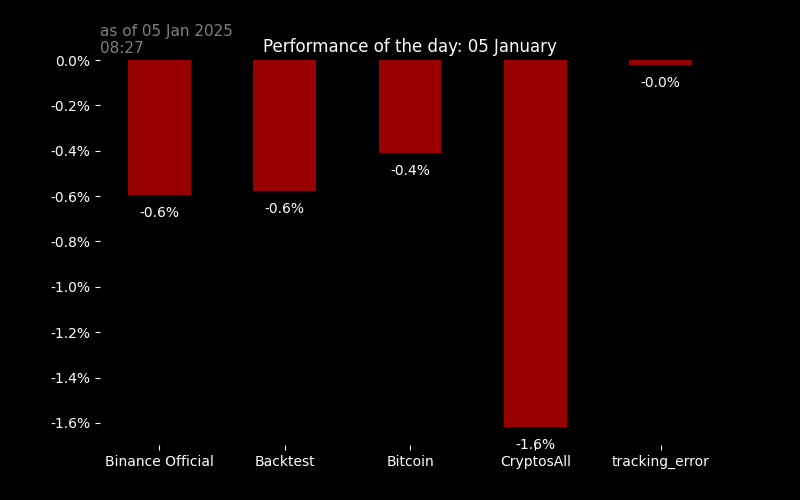 as of 05 Jan 2025
08:27
Performance of the day: 05 January
0.0%
-0.2%
-0.4%
-0.6%
-0.8%
-1.0%
-1.2%
-1.4%
-1.6%
-0.6%
-0.6%
-0.4%
-1.6%
-0.0%
Binance Official
Backtest
Bitcoin
CryptosAll
tracking_error